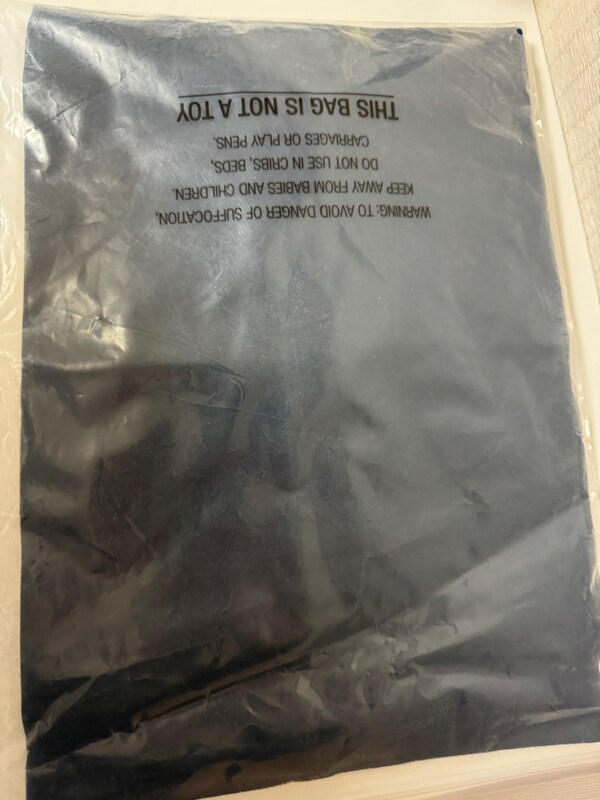 WARNING: TO AVOID DANGER OF SUFFOCATION,
KEEP AWAY FROM BABIES AND CHILDREN.
DO NOT USE IN CRIBS, BEDS,
CARRIAGES OR PLAY PENS.
THIS BAG IS NOT A TOY